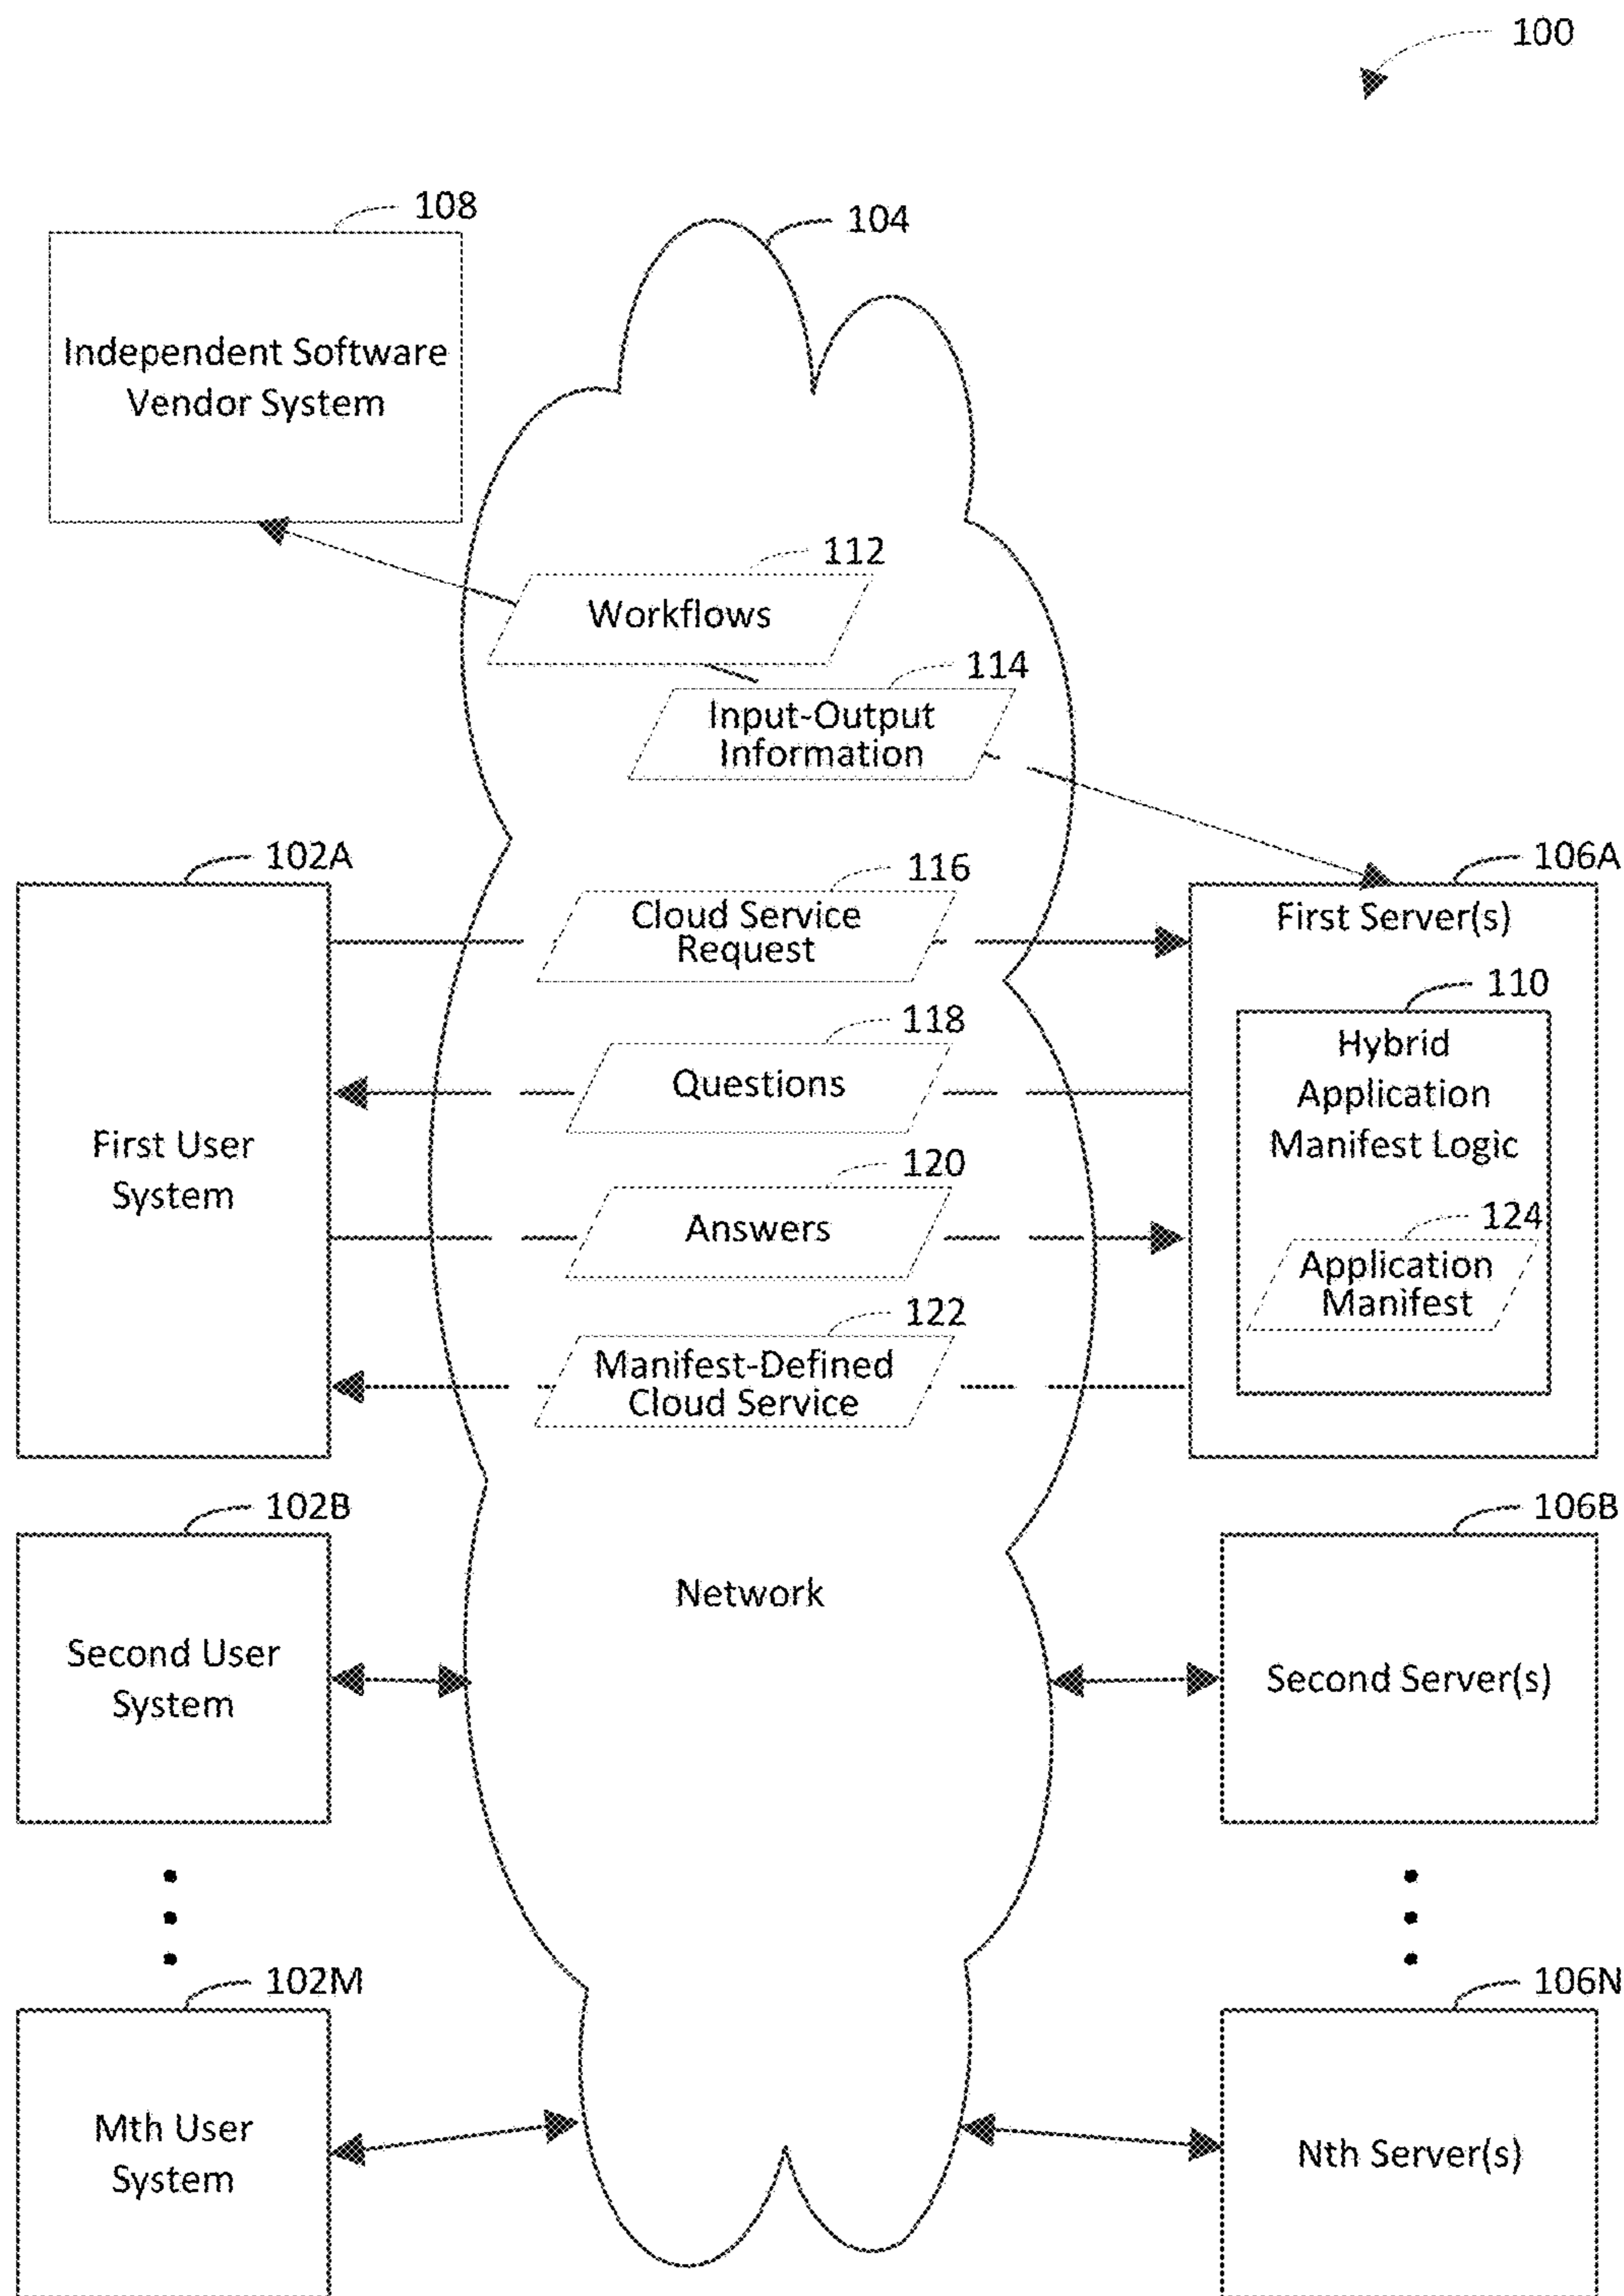 100
108
104
Independent Software
Vendor System
112
Workflows
114
Input-Output
Information
102A
116
106A
Cloud Service
Request
First Server(s)
110
118
Hybrid
Application
Manifest Logic
Questions
First User
System
120
Answers
124
Application
Manifest
122
Manifest-Defined
Cloud Service
102B
106B
Network
Second User
System
Second Server(s)
102M
106N
Mth User
System
Nth Server(s)